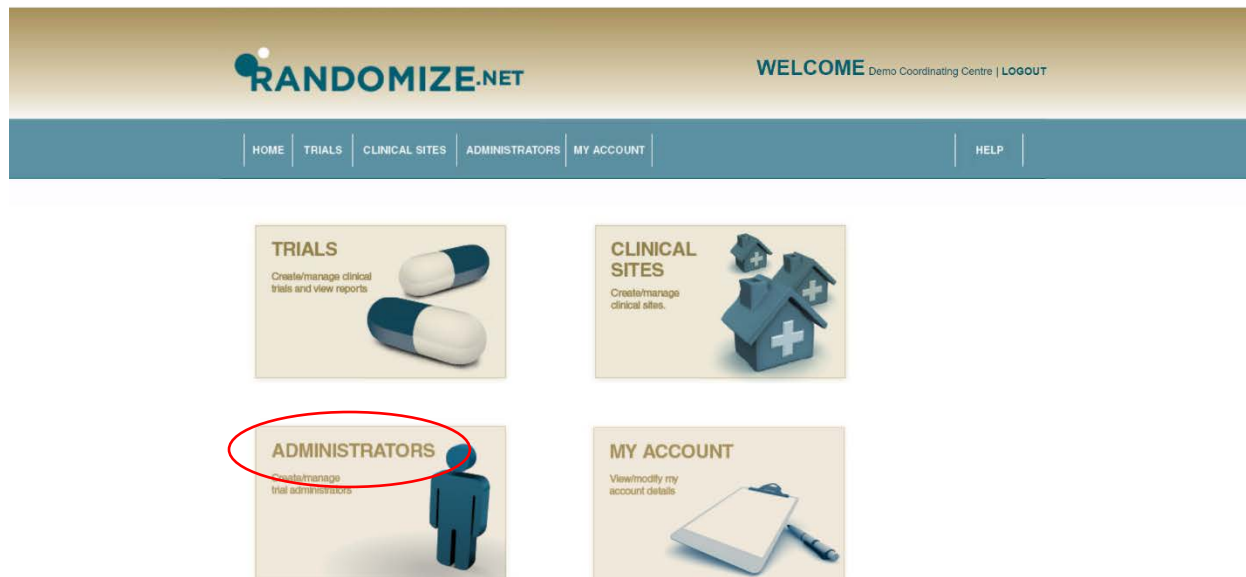 RANDOMIZE.NET
WELCOME Demo Coordinating Centre | LOGOUT
HOME TRIALS CLINICAL SITES ADMINISTRATORS MY ACCOUNT HELP
TRIALS
Create/manage clinical
trials and view reports
CLINICAL
SITES
Create/manage
clinical sites.
ADMINISTRATORS
Create/manage
trial administrators
MY ACCOUNT
View/modify my
account details